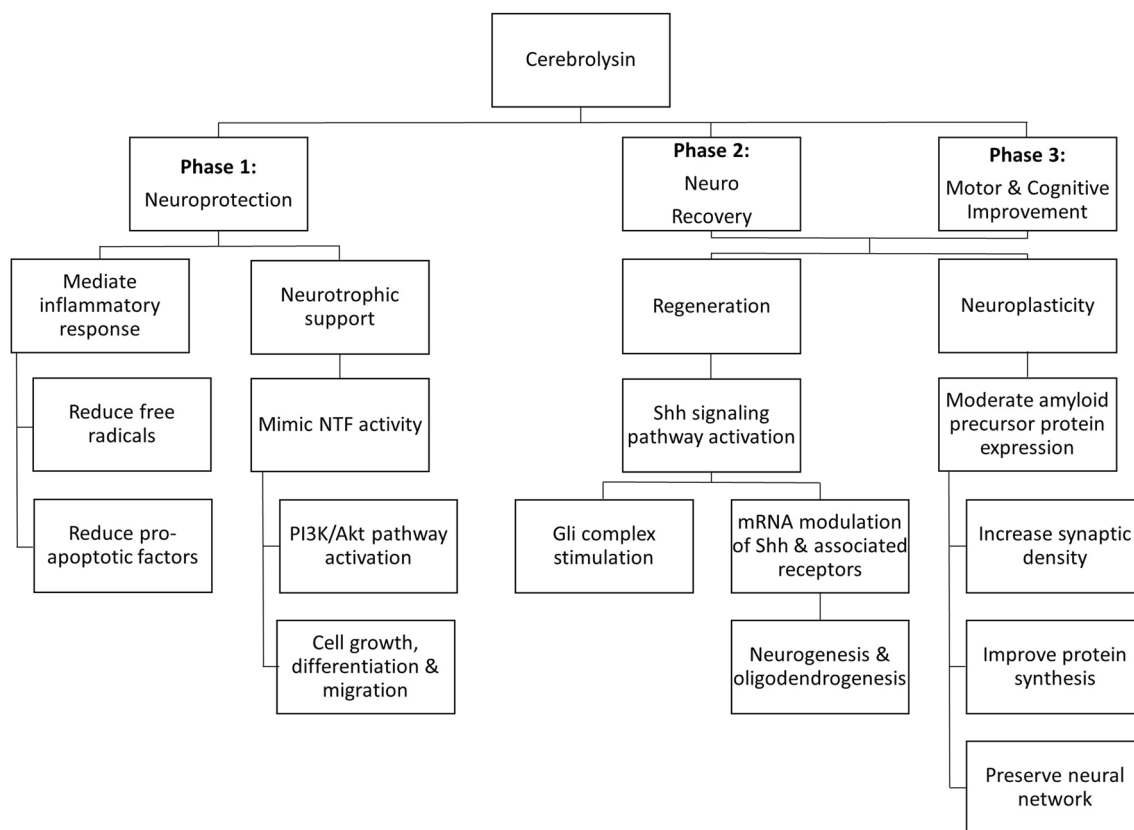 Cerebrolysin
Phase 1:
Neuroprotection
Phase 2:
Neuro
Recovery
Phase 3:
Motor & Cognitive
Improvement
Mediate
inflammatory
response
Neurotrophic
support
Regeneration
Neuroplasticity
Reduce free
radicals
Mimic NTF activity
Shh signaling
pathway activation
Moderate amyloid
precursor protein
expression
Reduce pro-
apoptotic factors
PI3K/Akt pathway
activation
Gli complex
stimulation
mRNA modulation
of Shh & associated
receptors
Increase synaptic
density
Cell growth,
differentiation &
migration
Neurogenesis &
oligodendrogenesis
Improve protein
synthesis
Preserve neural
network